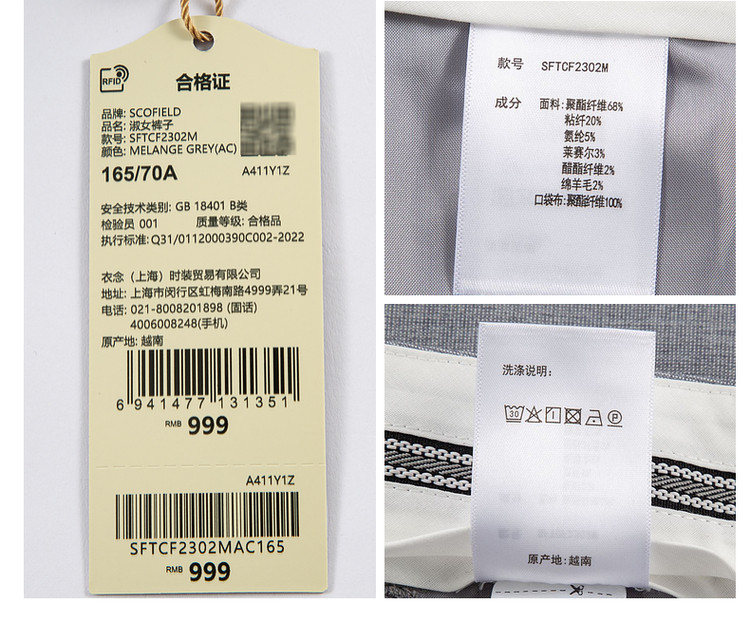 RFID
合格证
品牌: SCOFIELD
品名: 淑女裤子
款号: SFTCF2302M
颜色: MELANGE GREY(AC)
165/70A
A411Y1Z
安全技术类别: GB 18401 B类
检验员 001 质量等级: 合格品
执行标准: Q31/0112000390C002-2022
衣念（上海）时装贸易有限公司
地址: 上海市闵行区虹梅南路4999弄21号
电话: 021-8008201898 (面话)
4006008248(手机)
原产地: 越南
6 941477 131351
RMB 999
A411Y1Z
SFTCF2302MAC165
RMB 999
款号 SFTCF2302M
成分 面料:聚酯纤维68%
粘纤20%
氨纶5%
莱赛尔3%
醋酯纤维2%
绵羊毛2%
口袋布:聚酯纤维100%
洗涤说明:
30 P
原产地:越南